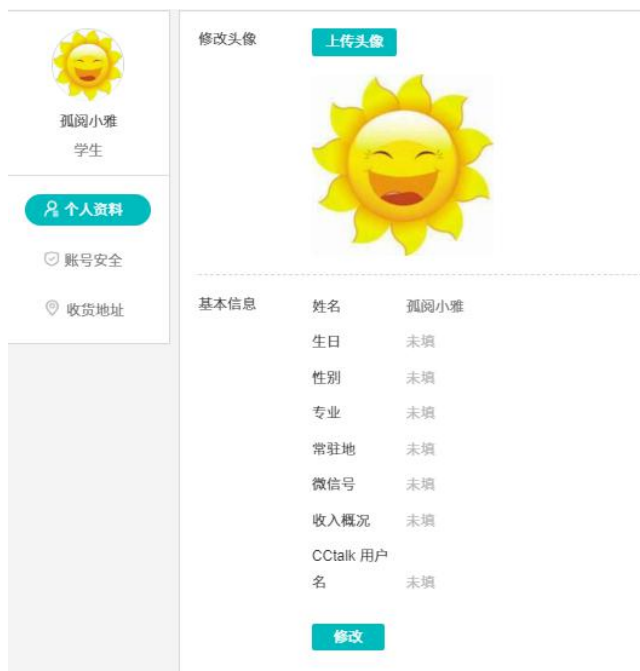 孤阅小雅
学生
个人资料
账号安全
收货地址
修改头像 上传头像
基本信息 姓名 孤阅小雅
生日 未填
性别 未填
专业 未填
常驻地 未填
微信号 未填
收入概况 未填
CCtalk 用户
名 未填
修改